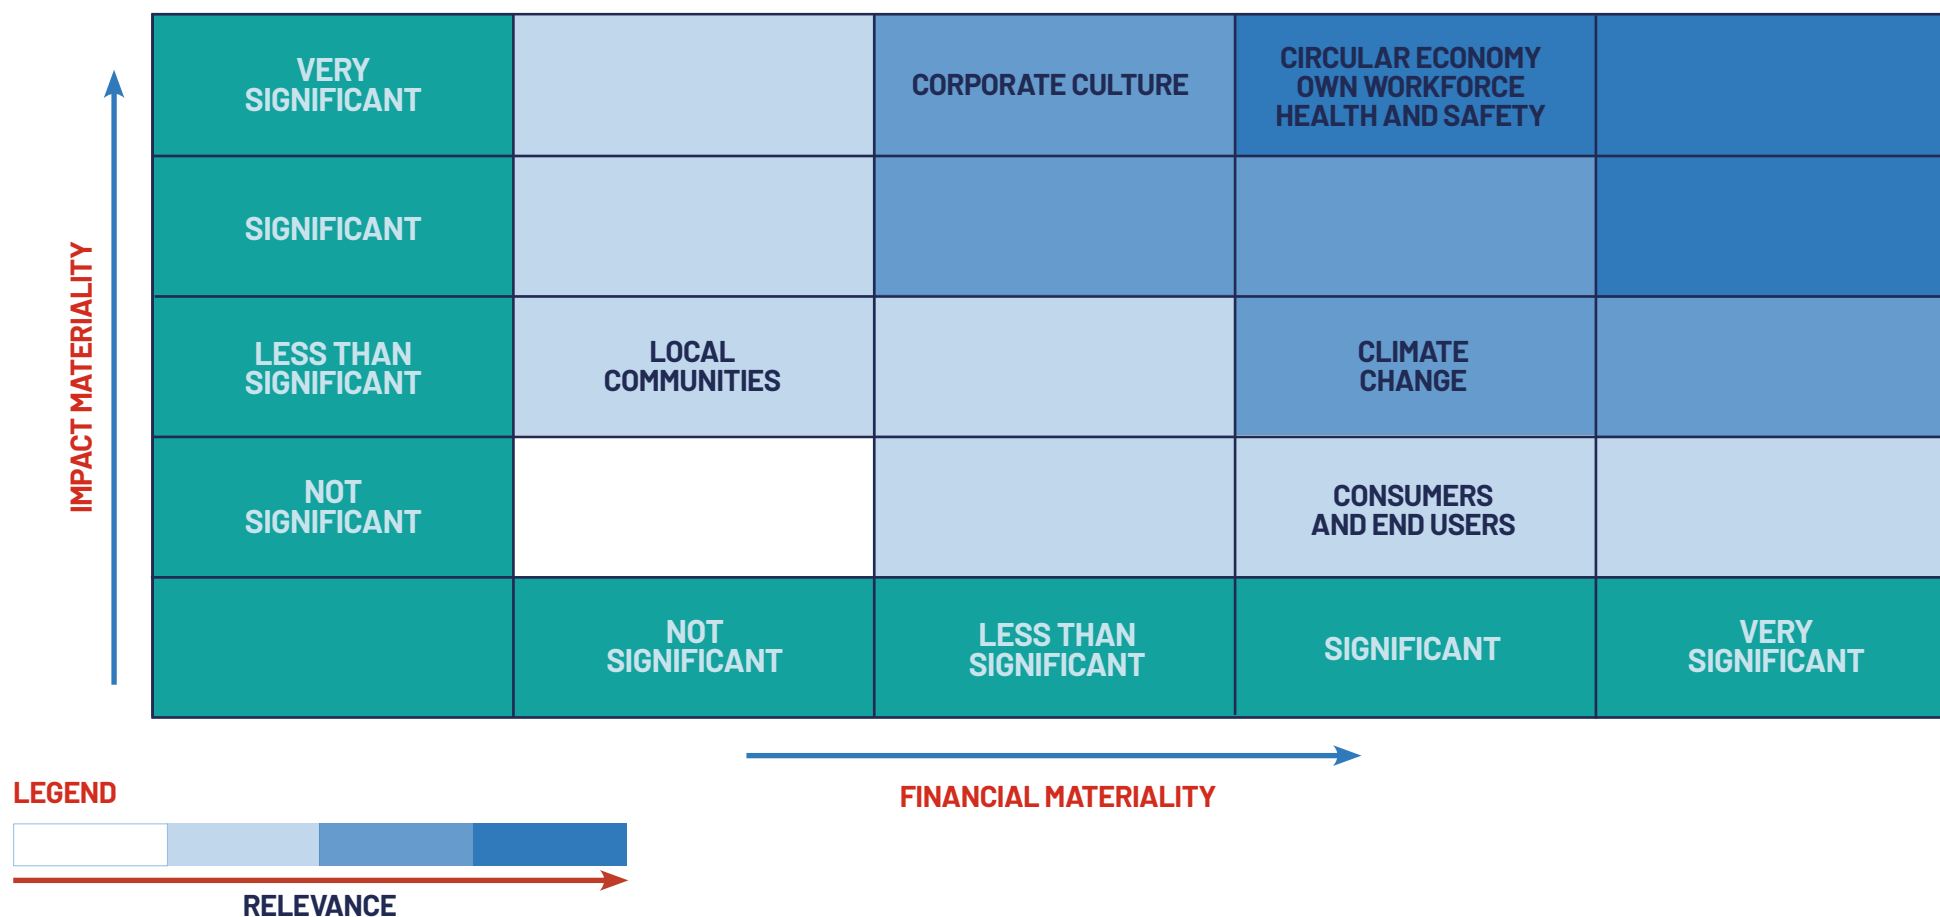 VERY
SIGNIFICANT
CORPORATE CULTURE
CIRCULAR ECONOMY
OWN WORKFORCE
HEALTH AND SAFETY
SIGNIFICANT
IMPACT MATERIALITY
LESS THAN
SIGNIFICANT
LOCAL
COMMUNITIES
CLIMATE
CHANGE
NOT
SIGNIFICANT
CONSUMERS
AND END USERS
NOT
SIGNIFICANT
LESS THAN
SIGNIFICANT
SIGNIFICANT
VERY
SIGNIFICANT
FINANCIAL MATERIALITY
LEGEND
RELEVANCE